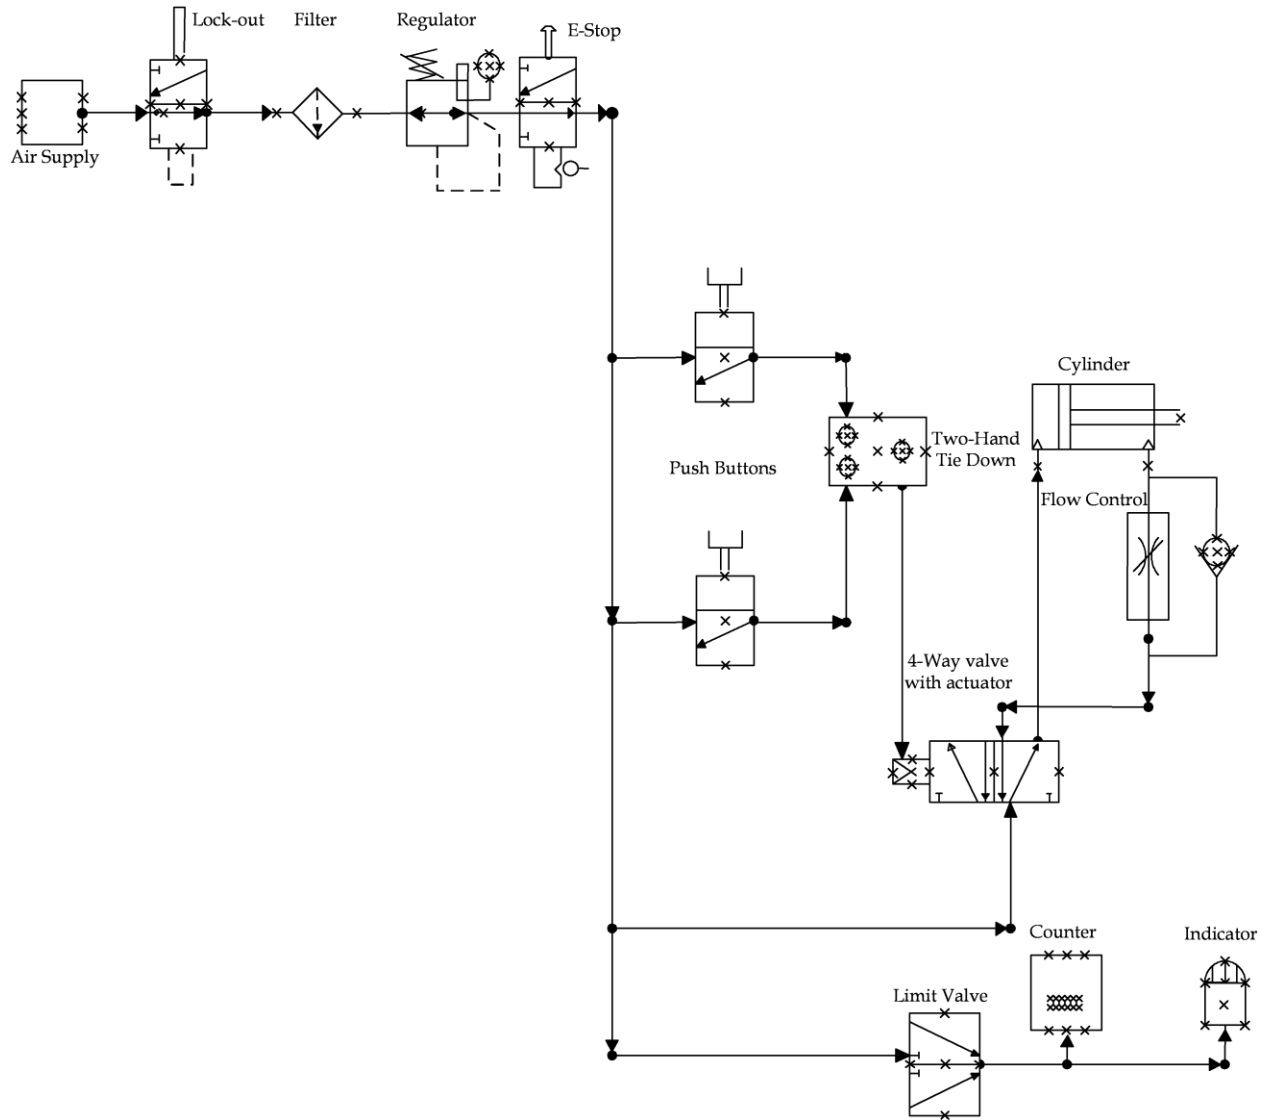 Lock-out
Filter
Regulator
E-Stop
Air Supply
Cylinder
Two-Hand
Tie Down
Push Buttons
Flow Control
4-Way valve
with actuator
Counter
Indicator
Limit Valve